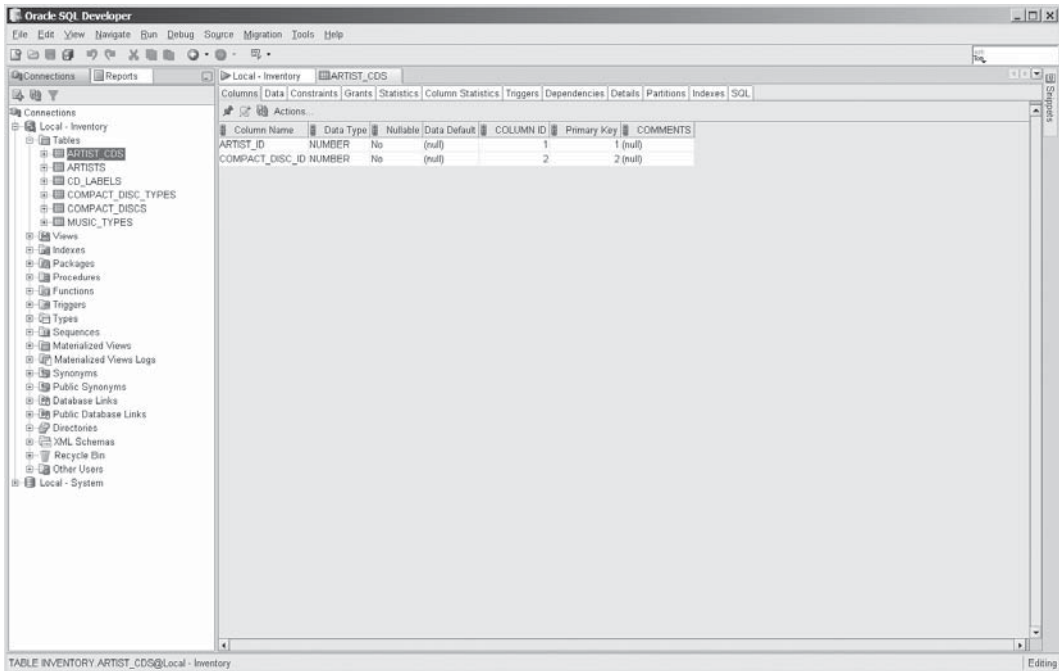 Oracle SQL Developer
File Edit View Navigate Run Debug Source Migration Tools Help
Connections Reports
Local - Inventory ARTIST_CDS
Columns Data Constraints Grants Statistics Column Statistics Triggers Dependencies Details Partitions Indexes SQL
Actions...
Column Name Data Type Nullable Data Default COLUMN ID Primary Key COMMENTS
ARTIST_ID NUMBER No (null) 1 1 (null)
COMPACT_DISC_ID NUMBER No (null) 2 2 (null)
Connections
Local - Inventory
Tables
ARTIST_CDS
ARTISTS
CD_LABELS
COMPACT_DISC_TYPES
COMPACT_DISCS
MUSIC_TYPES
Views
Indexes
Packages
Procedures
Functions
Triggers
Types
Sequences
Materialized Views
Materialized Views Logs
Synonyms
Public Synonyms
Database Links
Public Database Links
Directories
XML Schemas
Recycle Bin
Other Users
Local - System
Snippets
TABLE INVENTORY.ARTIST_CDS@Local - Inventory
Editing